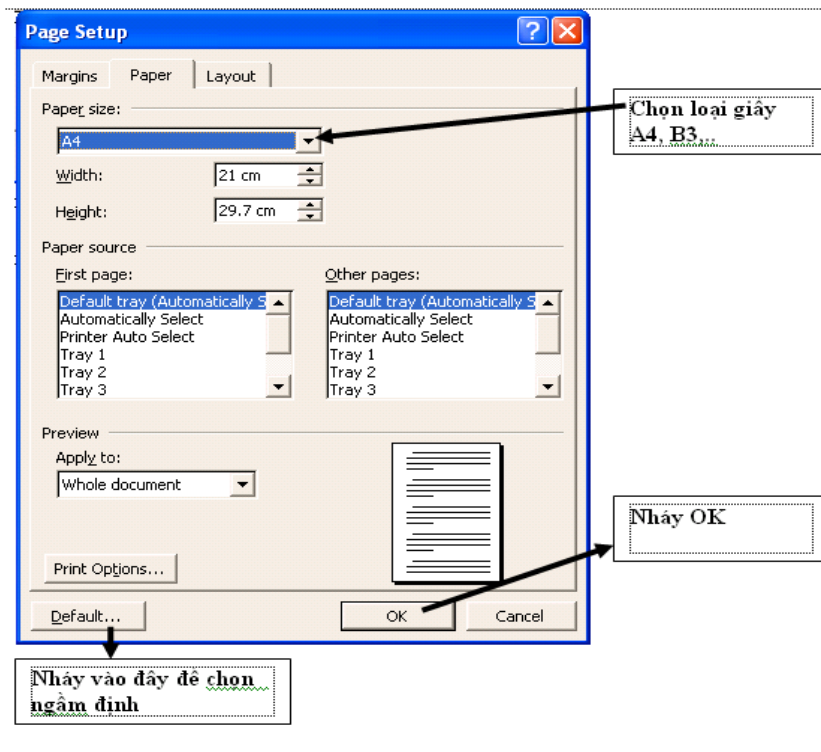 Page Setup
Margins Paper Layout
Paper size:
A4
Width: 21 cm
Height: 29.7 cm
Chọn loại giấy
A4, B3,..
Paper source
First page: Other pages:
Default tray (Automatically S Default tray (Automatically S
Automatically Select Automatically Select
Printer Auto Select Printer Auto Select
Tray 1 Tray 1
Tray 2 Tray 2
Tray 3 Tray 3
Preview
Apply to:
Whole document
Nháy OK
Print Options...
Default... OK Cancel
Nháy vào đây để chọn
ngầm định